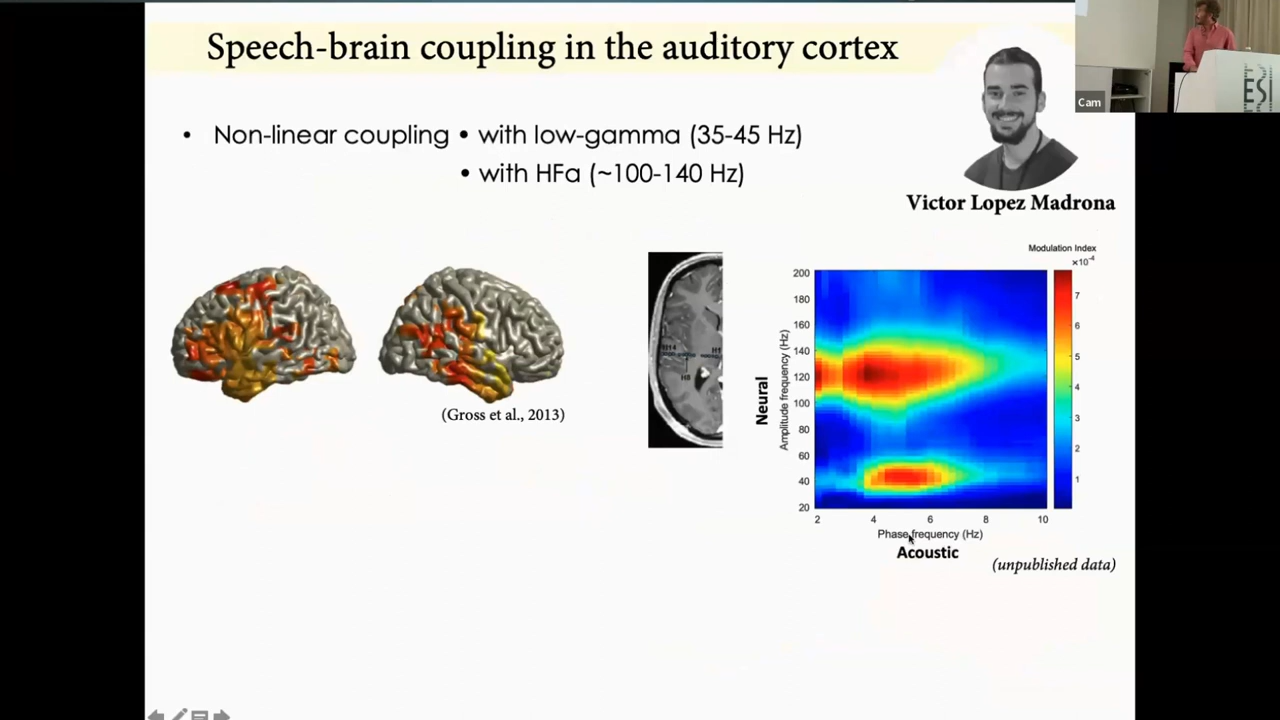 Speech-brain coupling in the auditory cortex
Cam
ESI
• Non-linear coupling • with low-gamma (35-45 Hz)
• with HFa (~100-140 Hz)
Victor Lopez Madrona
(Gross et al., 2013)
H8
Modulation Index
×10⁻⁴
7
6
5
4
3
2
1
Neural
Amplitude frequency (Hz)
200
180
160
140
120
100
80
60
40
20
2 4 6 8 10
Phase frequency (Hz)
Acoustic
(unpublished data)